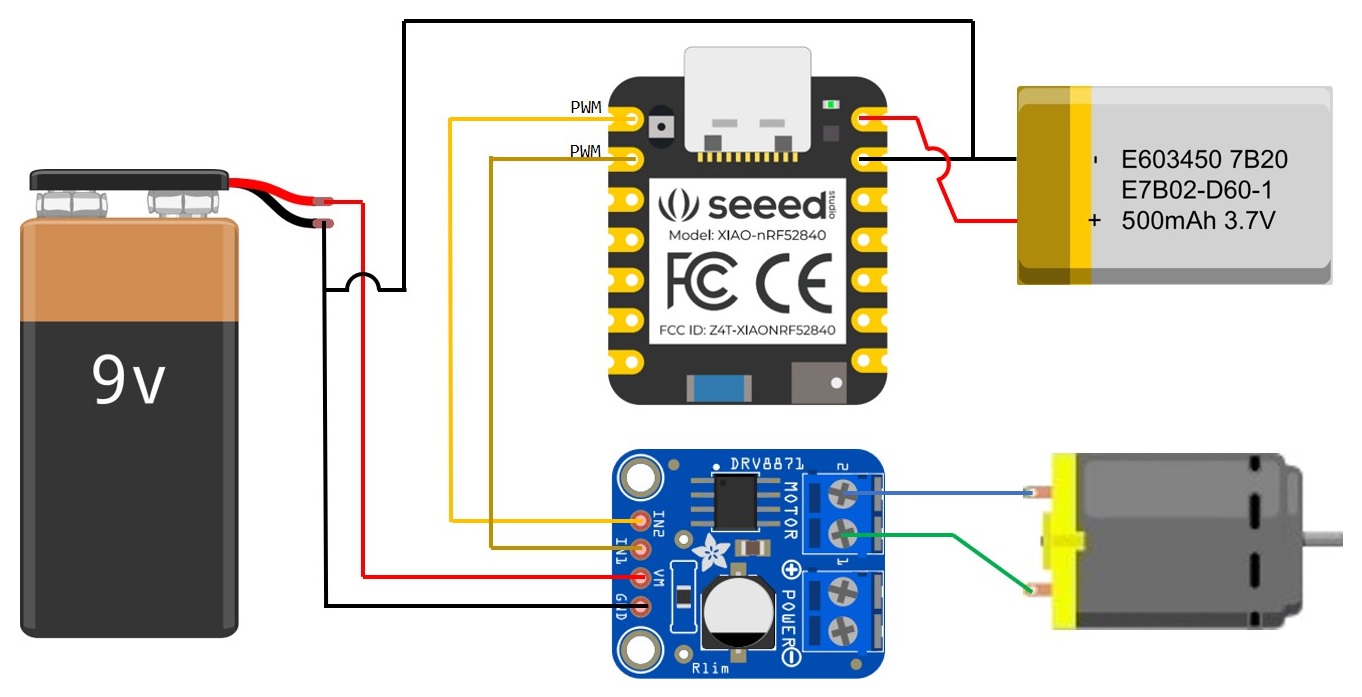 PWM
PWM
seeed
studio
Model: XIAO-nRF52840
FC CE
FCC ID: Z4T-XIAONRF52840
- E603450 7B20
E7B02-D60-1
+ 500mAh 3.7V
9v
DRV8871
2
MOTOR
1
IN2
IN1
VM
GND
+
POWER
-
Rlim